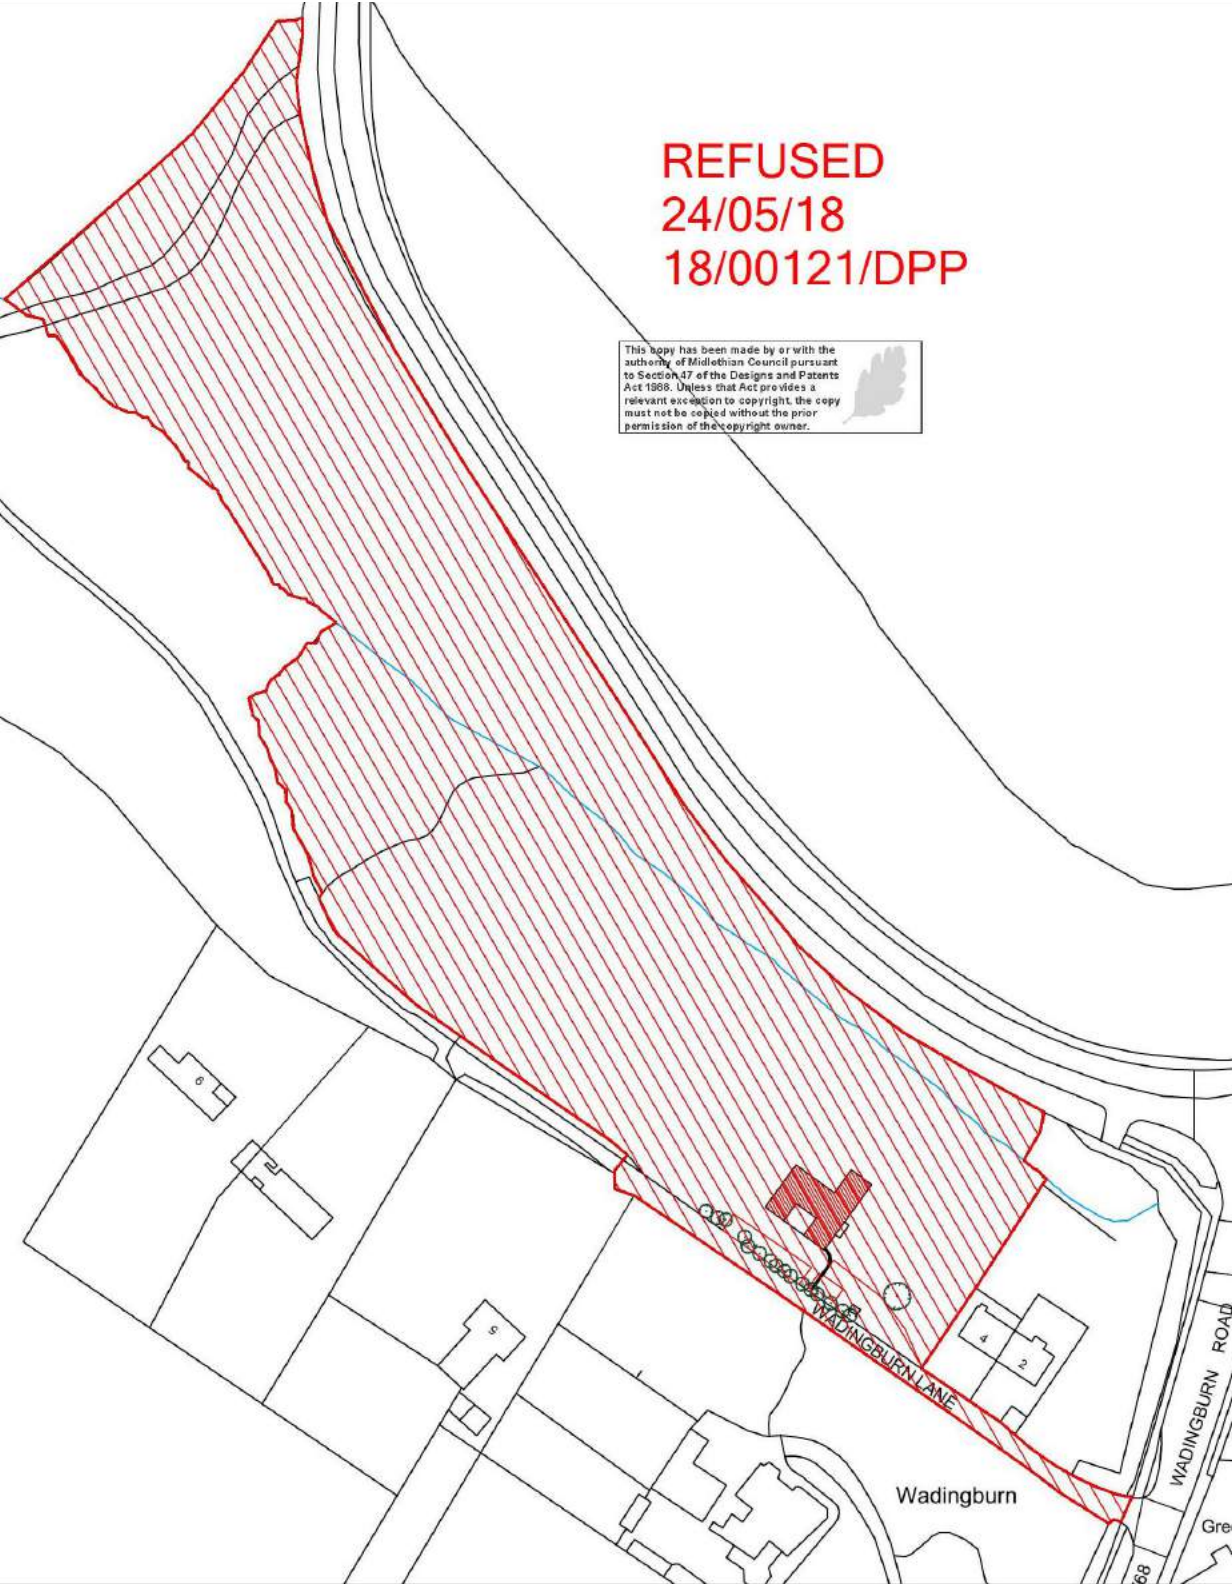 REFUSED
24/05/18
18/00121/DPP
This copy has been made by or with the
authority of Midlothian Council pursuant
to Section 47 of the Designs and Patents
Act 1988. Unless that Act provides a
relevant exception to copyright, the copy
must not be copied without the prior
permission of the copyright owner.
6
5
4
2
WADINGBURN LANE
WADINGBURN ROAD
Wadingburn
Gre
68